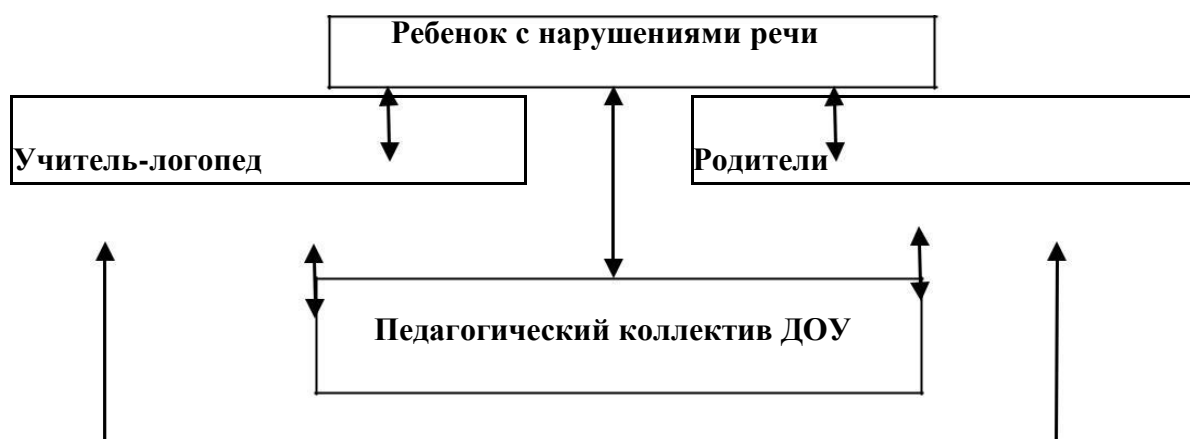 Ребенок с нарушениями речи
Учитель-логопед
Родители
Педагогический коллектив ДОУ